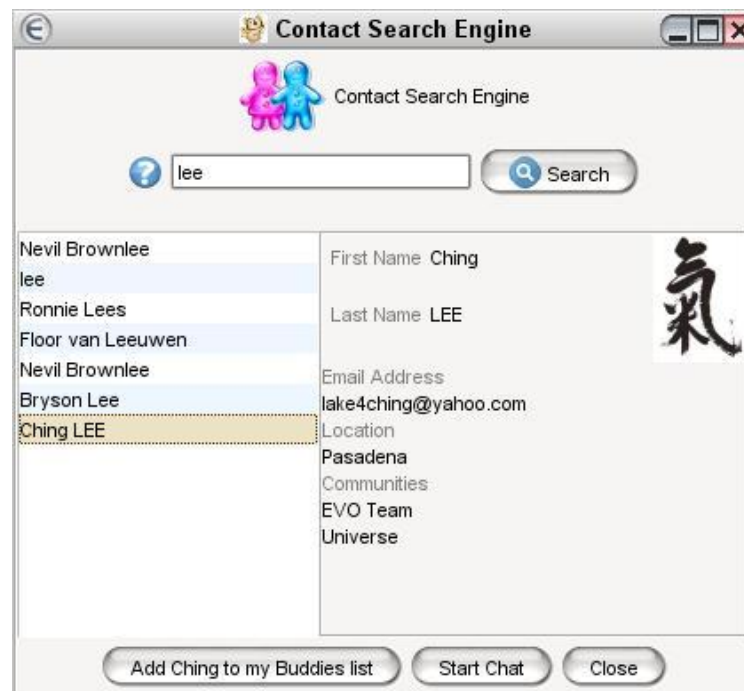 Contact Search Engine
Contact Search Engine
lee
Search
Nevil Brownlee
lee
Ronnie Lees
Floor van Leeuwen
Nevil Brownlee
Bryson Lee
Ching LEE
First Name Ching
Last Name LEE
氣
Email Address
lake4ching@yahoo.com
Location
Pasadena
Communities
EVO Team
Universe
Add Ching to my Buddies list
Start Chat
Close